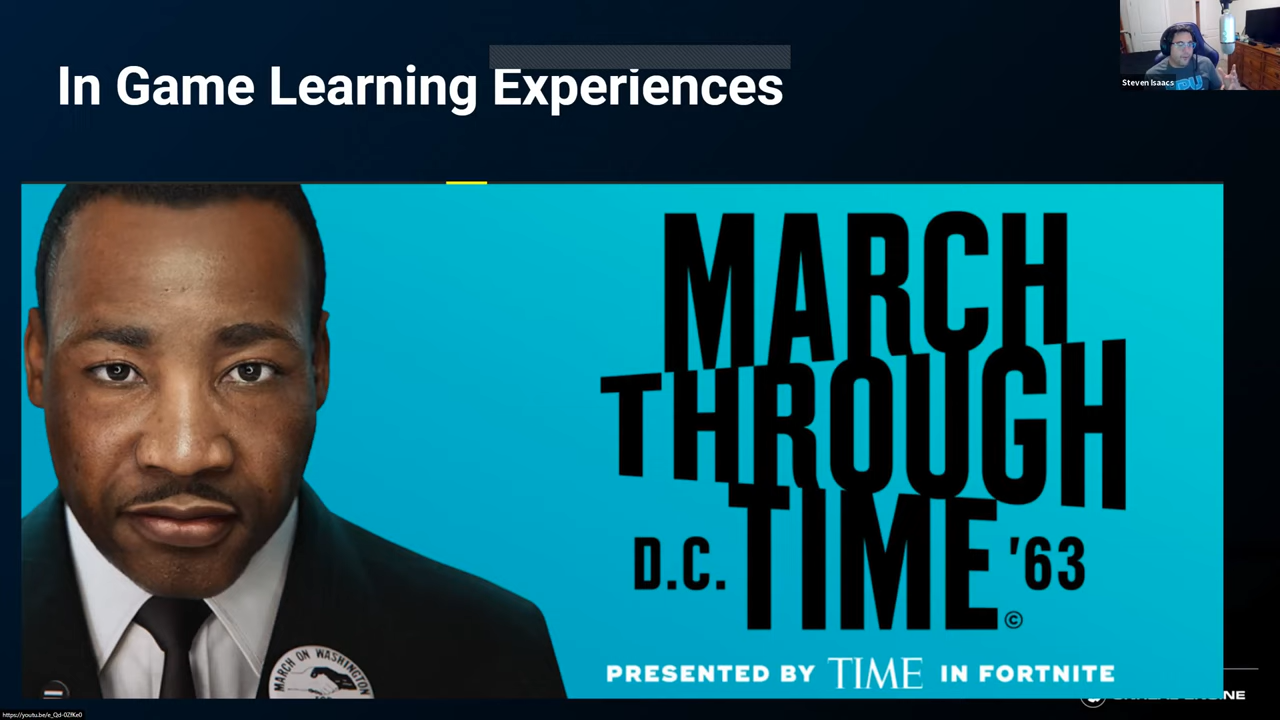 In Game Learning Experiences
Steven Isaacs
MARCH
THROUGH
TIME
D.C.
'63
©
PRESENTED BY TIME IN FORTNITE
MARCH ON WASHINGTON